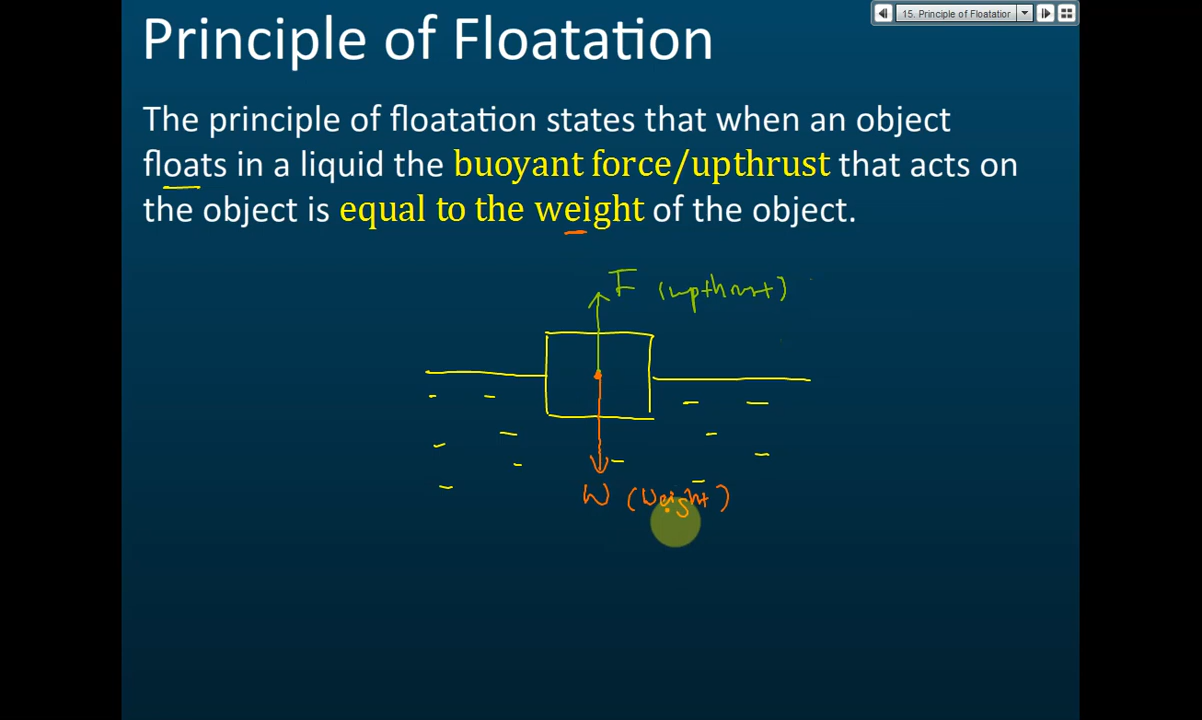 15. Principle of Floatation
Principle of Floatation
The principle of floatation states that when an object
floats in a liquid the buoyant force/upthrust that acts on
the object is equal to the weight of the object.
F (upthrust)
W (Weight)